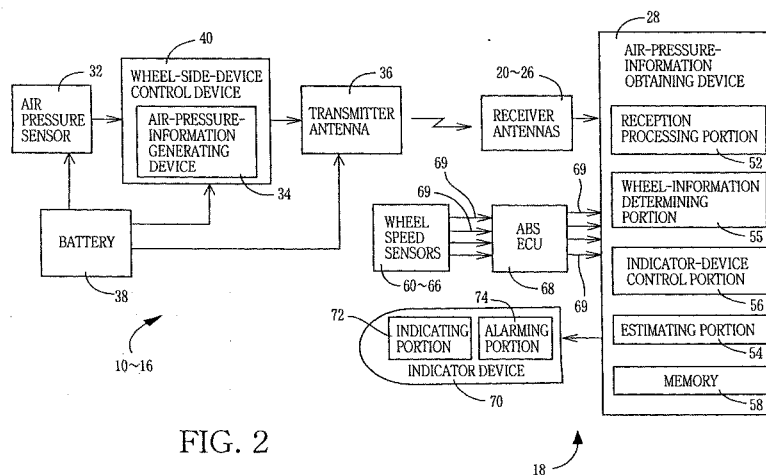 40
28
32
WHEEL-SIDE-DEVICE
CONTROL DEVICE
36
20~26
AIR-PRESSURE-
INFORMATION
OBTAINING DEVICE
AIR
PRESSURE
SENSOR
AIR-PRESSURE-
INFORMATION
GENERATING
DEVICE
TRANSMITTER
ANTENNA
RECEIVER
ANTENNAS
RECEPTION
PROCESSING PORTION
34
52
69
69
69
BATTERY
WHEEL
SPEED
SENSORS
ABS
ECU
WHEEL-INFORMATION
DETERMINING
PORTION
55
38
60~66
68
69
INDICATOR-DEVICE
CONTROL PORTION
56
72
74
INDICATING
PORTION
ALARMING
PORTION
ESTIMATING PORTION
54
10~16
INDICATOR DEVICE
70
MEMORY
58
FIG. 2
18